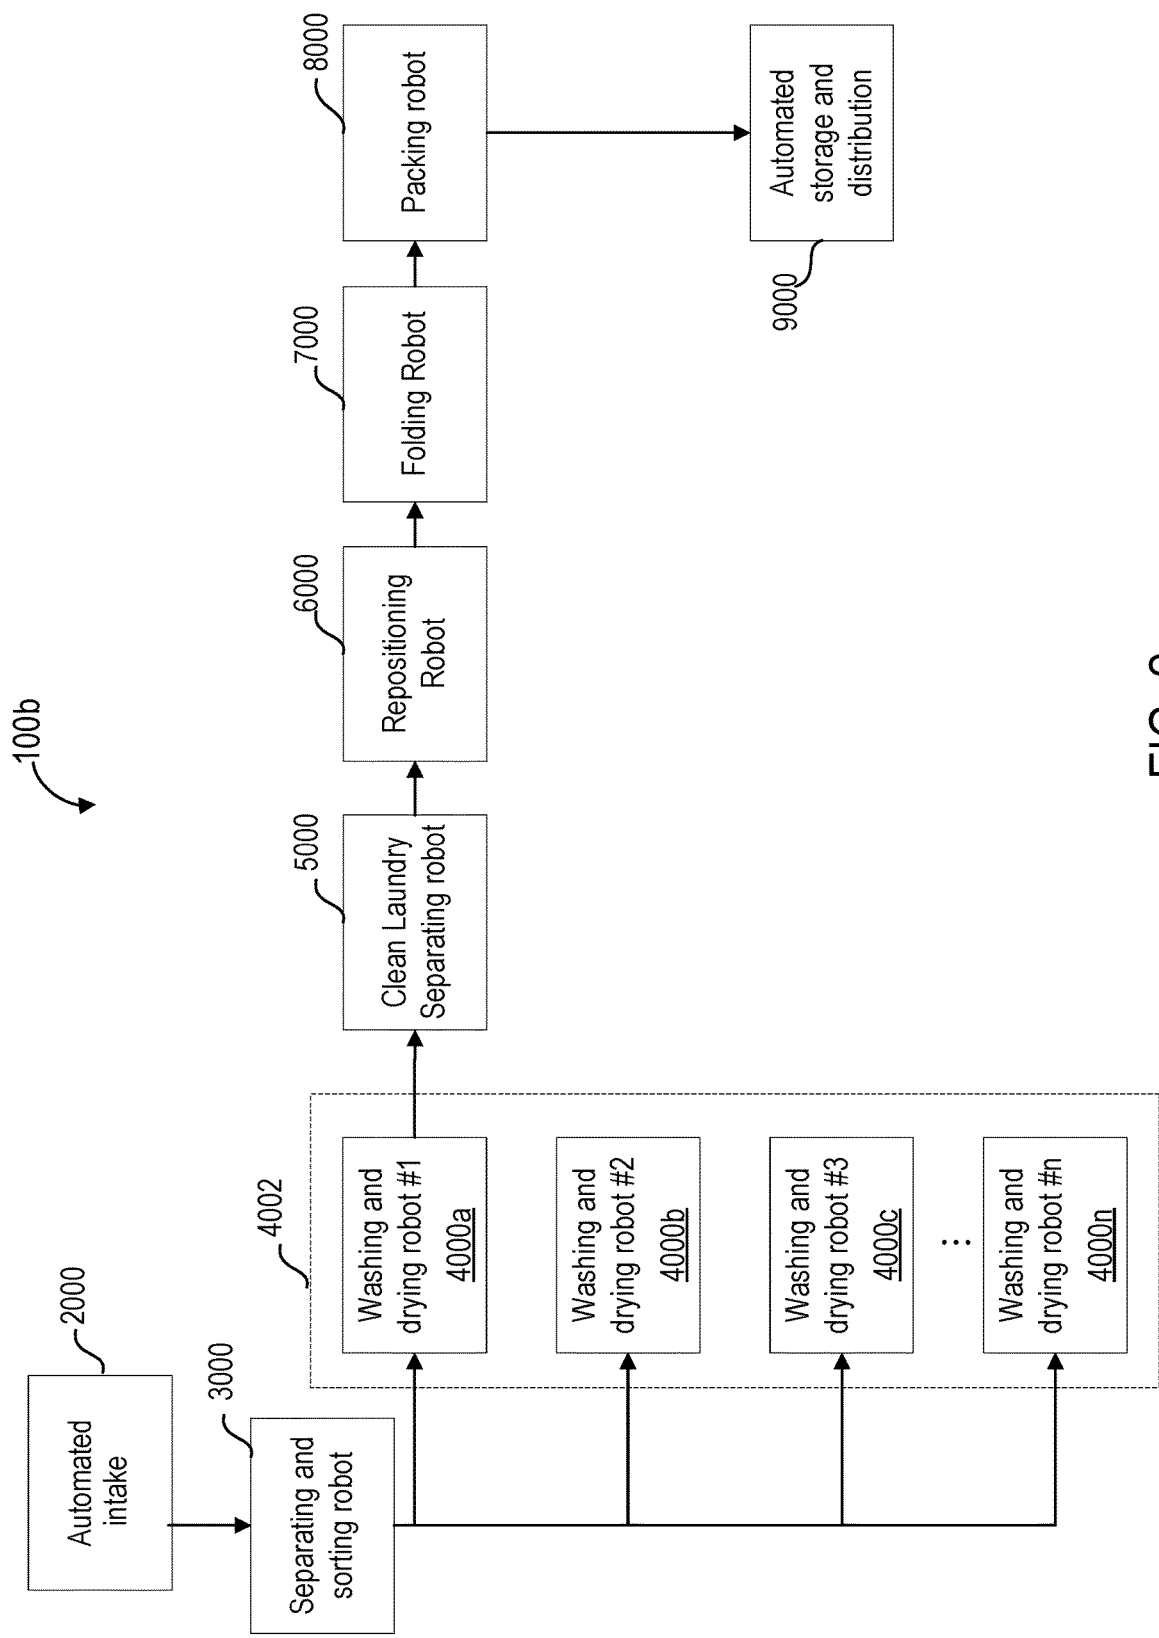 100b
2000
Automated
intake
3000
Separating and
sorting robot
4002
Washing and
drying robot #1
4000a
Washing and
drying robot #2
4000b
Washing and
drying robot #3
4000c
...
Washing and
drying robot #n
4000n
5000
Clean Laundry
Separating robot
6000
Repositioning
Robot
7000
Folding Robot
8000
Packing robot
9000
Automated
storage and
distribution
FIG.